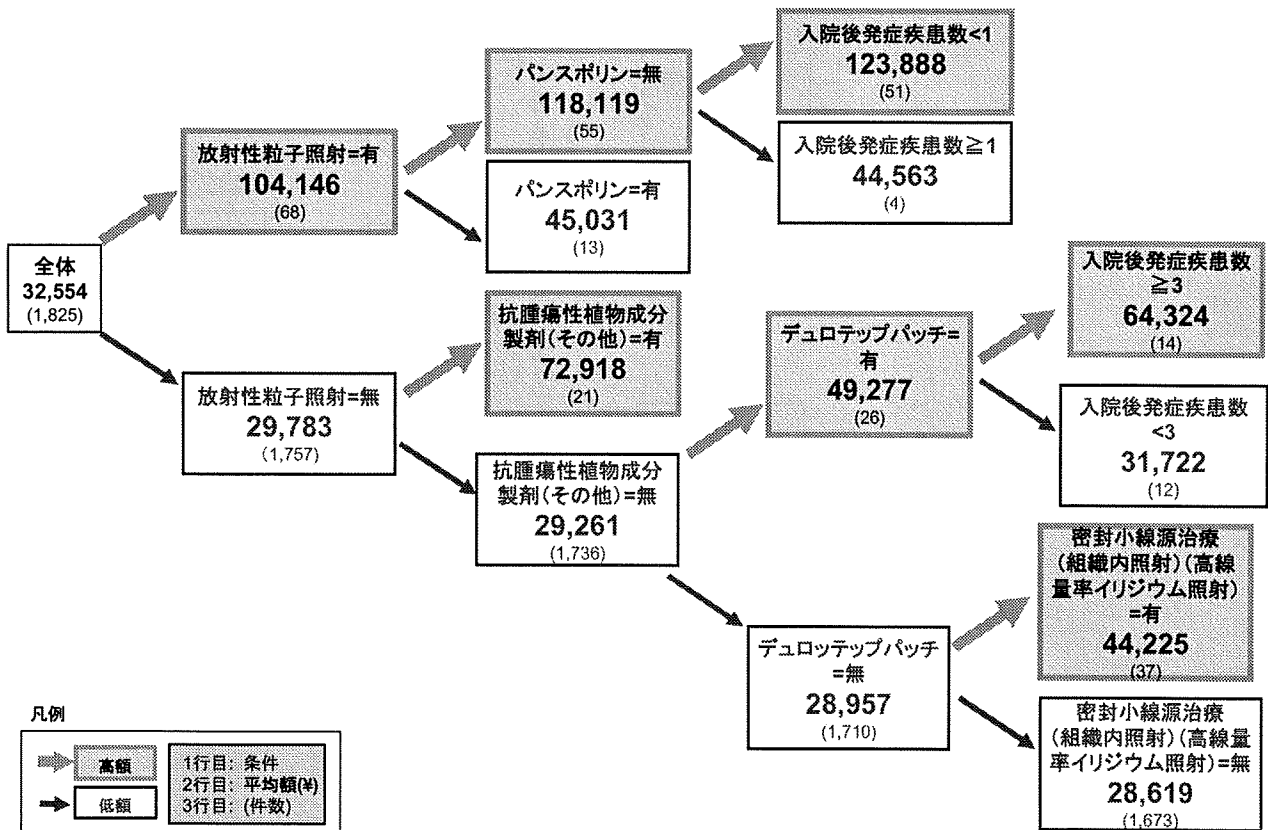 全体
32,554
(1,825)
放射性粒子照射=有
104,146
(68)
放射性粒子照射=無
29,783
(1,757)
パンスポリン=無
118,119
(55)
パンスポリン=有
45,031
(13)
抗腫瘍性植物成分
製剤(その他)=有
72,918
(21)
抗腫瘍性植物成分
製剤(その他)=無
29,261
(1,736)
入院後発症疾患数<1
123,888
(51)
入院後発症疾患数≧1
44,563
(4)
デュロテップパッチ=
有
49,277
(26)
デュロッテップパッチ
=無
28,957
(1,710)
入院後発症疾患数
≧3
64,324
(14)
入院後発症疾患数
<3
31,722
(12)
密封小線源治療
(組織内照射)(高線
量率イリジウム照射)
=有
44,225
(37)
密封小線源治療
(組織内照射)(高線量
率イリジウム照射)=無
28,619
(1,673)
凡例
高額
低額
1行目: 条件
2行目: 平均額(¥)
3行目: (件数)